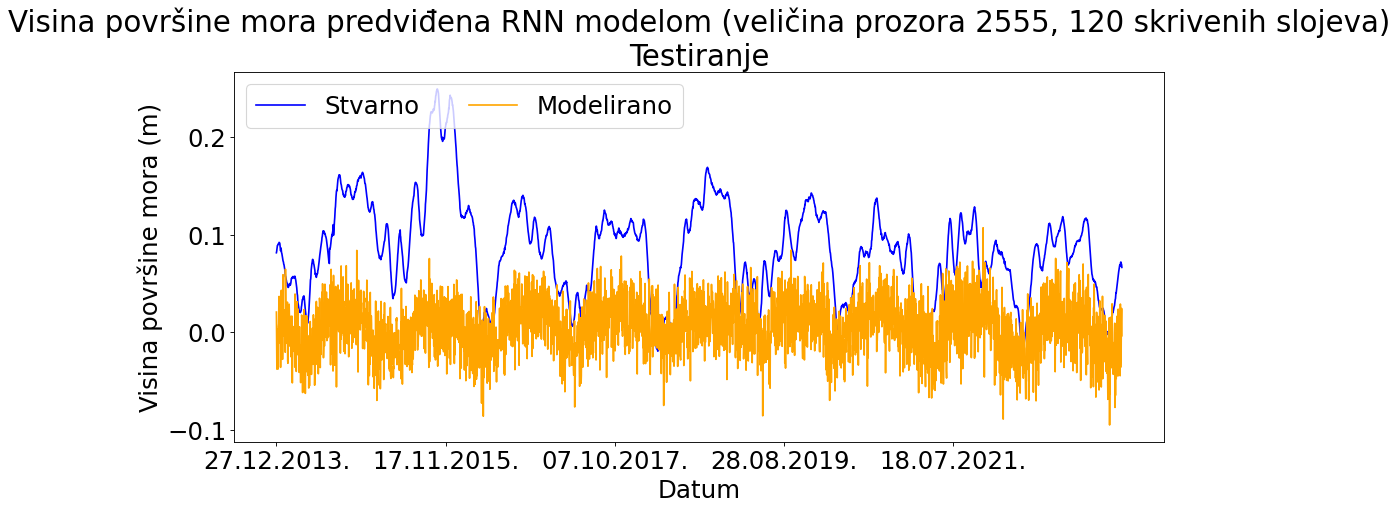 Visina površine mora predviđena RNN modelom (veličina prozora 2555, 120 skrivenih slojeva)
Testiranje
Stvarno
Modelirano
Visina površine mora (m)
0.2
0.1
0.0
−0.1
27.12.2013.
17.11.2015.
07.10.2017.
28.08.2019.
18.07.2021.
Datum